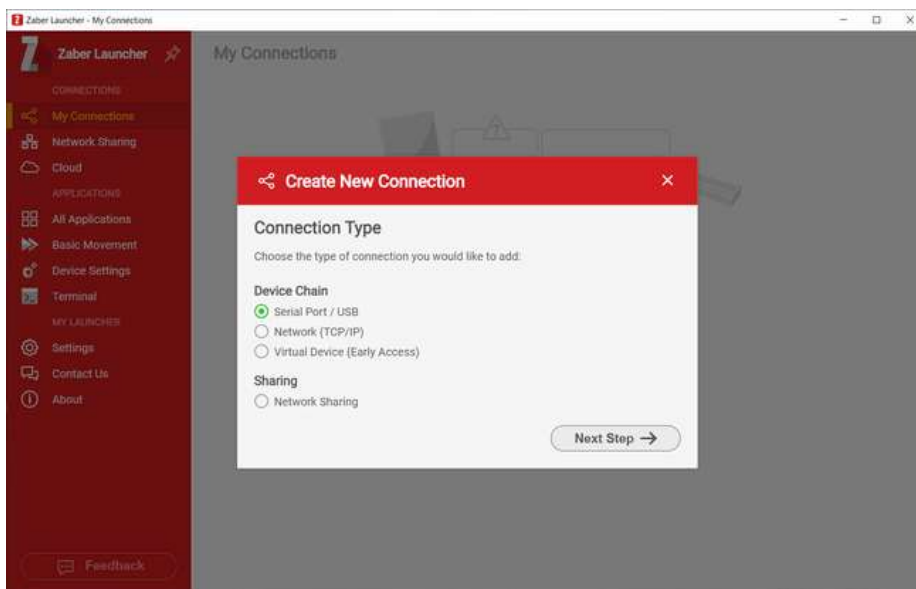 Zaber Launcher - My Connections
Zaber Launcher
My Connections
CONNECTIONS
My Connections
Network Sharing
Cloud
APPLICATIONS
All Applications
Basic Movement
Device Settings
Terminal
MY LAUNCHER
Settings
Contact Us
About
Feedback
Create New Connection
Connection Type
Choose the type of connection you would like to add:
Device Chain
Serial Port / USB
Network (TCP/IP)
Virtual Device (Early Access)
Sharing
Network Sharing
Next Step